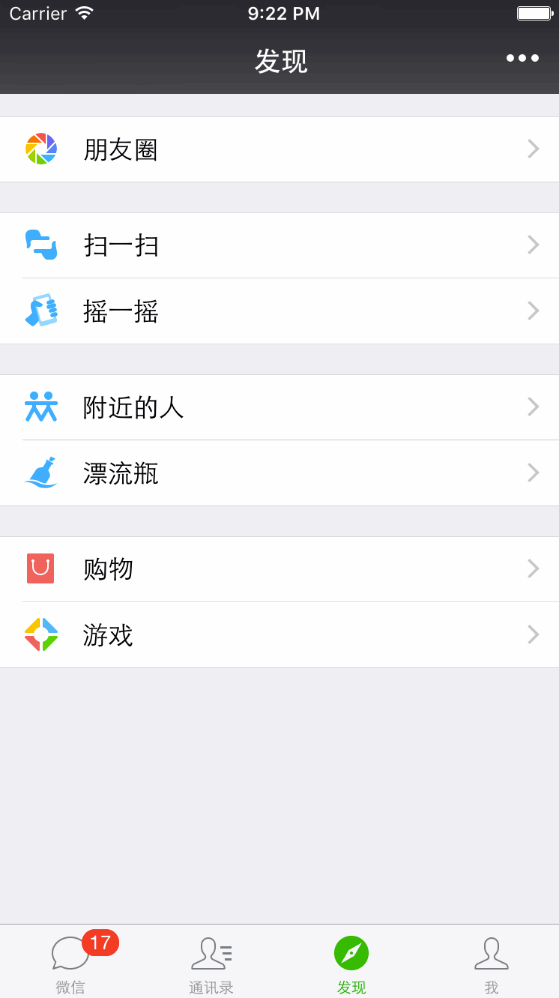 Carrier 9:22 PM
发现
朋友圈
扫一扫
摇一摇
附近的人
漂流瓶
购物
游戏
17
微信 通讯录 发现 我